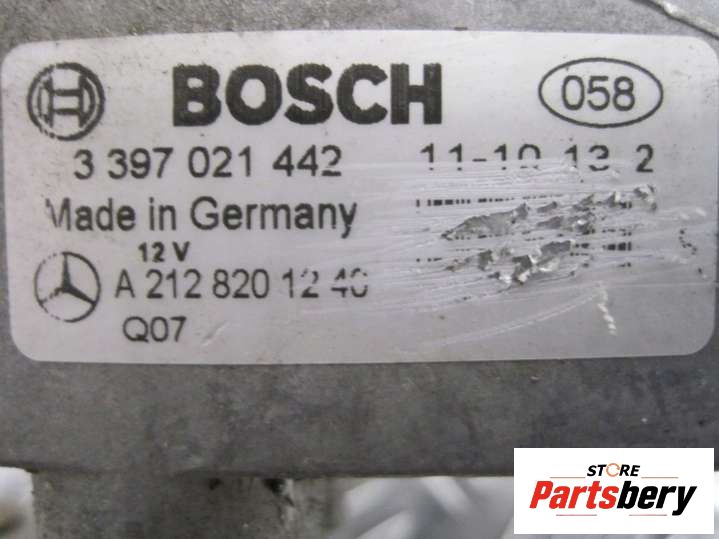 BOSCH 058
3 397 021 442 11-10 13 2
Made in Germany
12 V
A 212 820 12 40
Q07
STORE
Partsbery